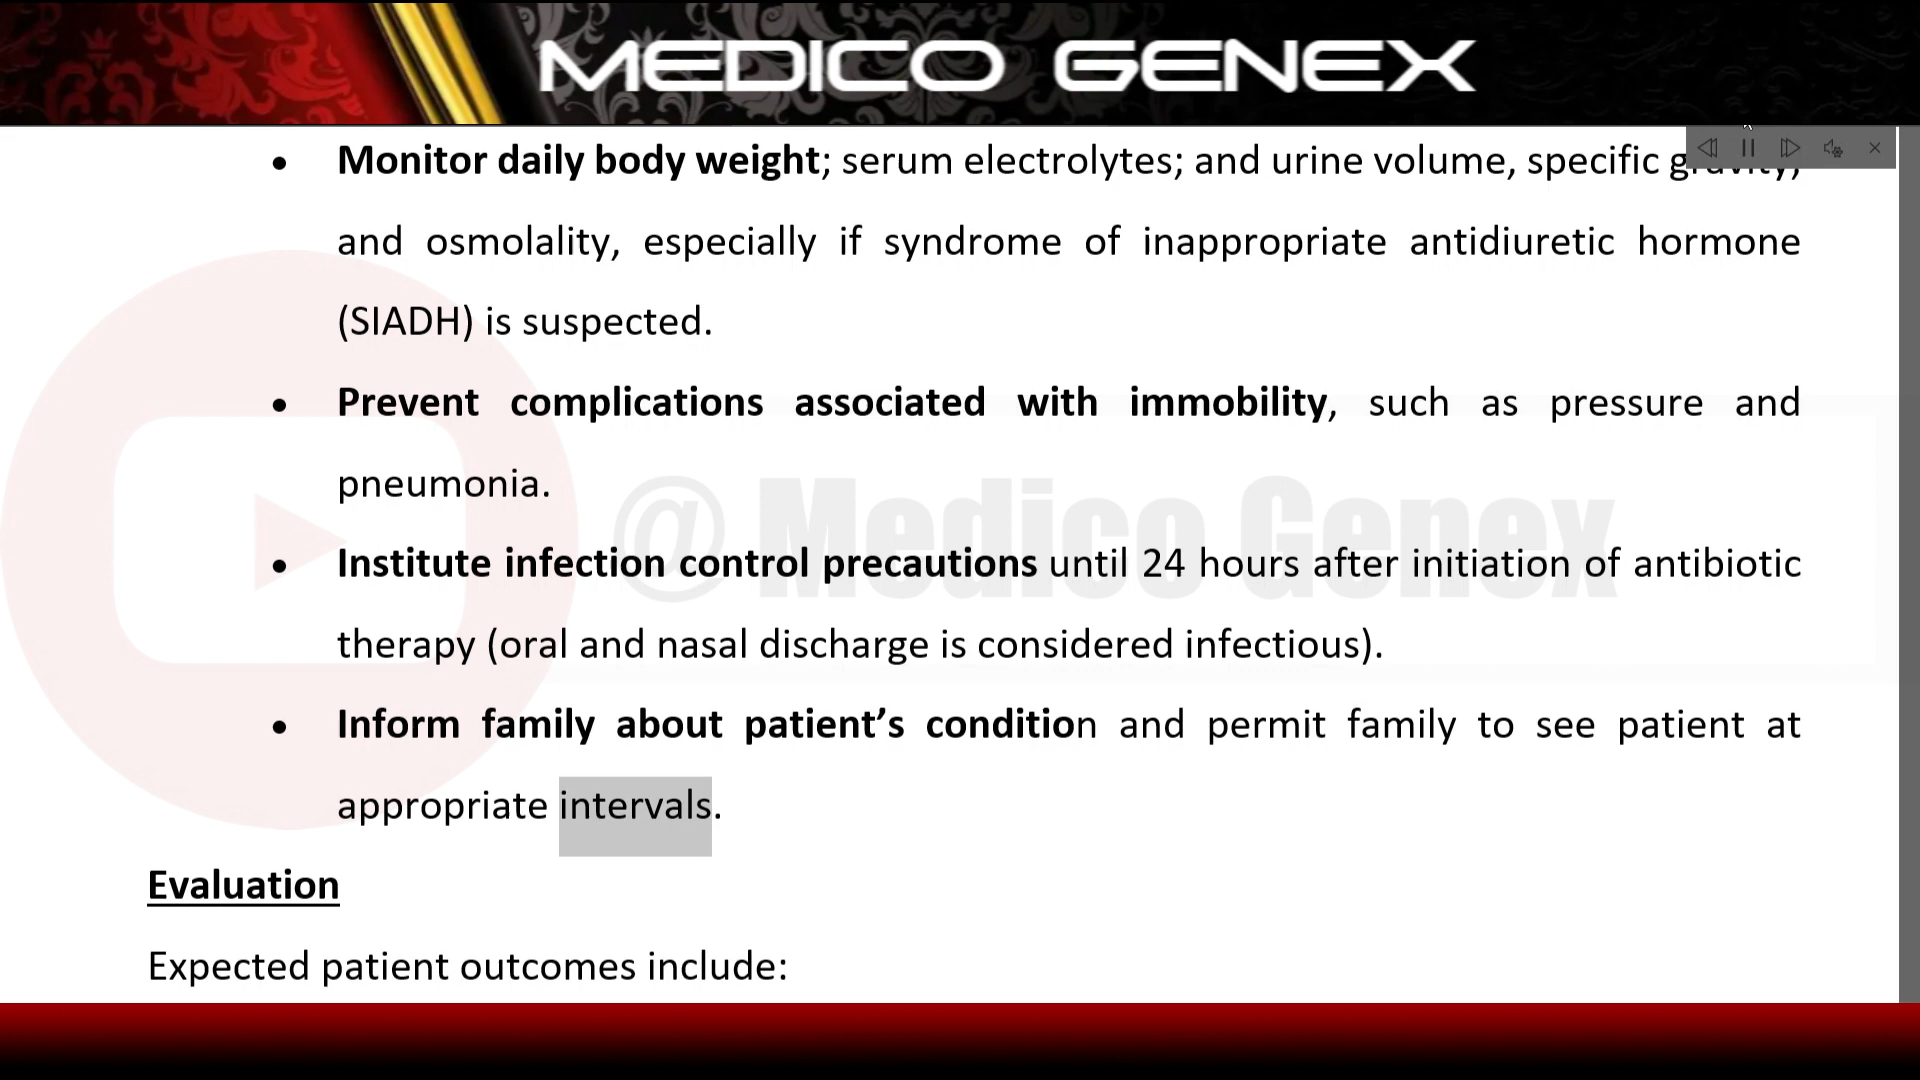 MEDICO GENEX
• Monitor daily body weight; serum electrolytes; and urine volume, specific gravity,
and osmolality, especially if syndrome of inappropriate antidiuretic hormone
(SIADH) is suspected.
• Prevent complications associated with immobility, such as pressure and
pneumonia.
@ Medico Genex
• Institute infection control precautions until 24 hours after initiation of antibiotic
therapy (oral and nasal discharge is considered infectious).
• Inform family about patient’s condition and permit family to see patient at
appropriate intervals.
Evaluation
Expected patient outcomes include: